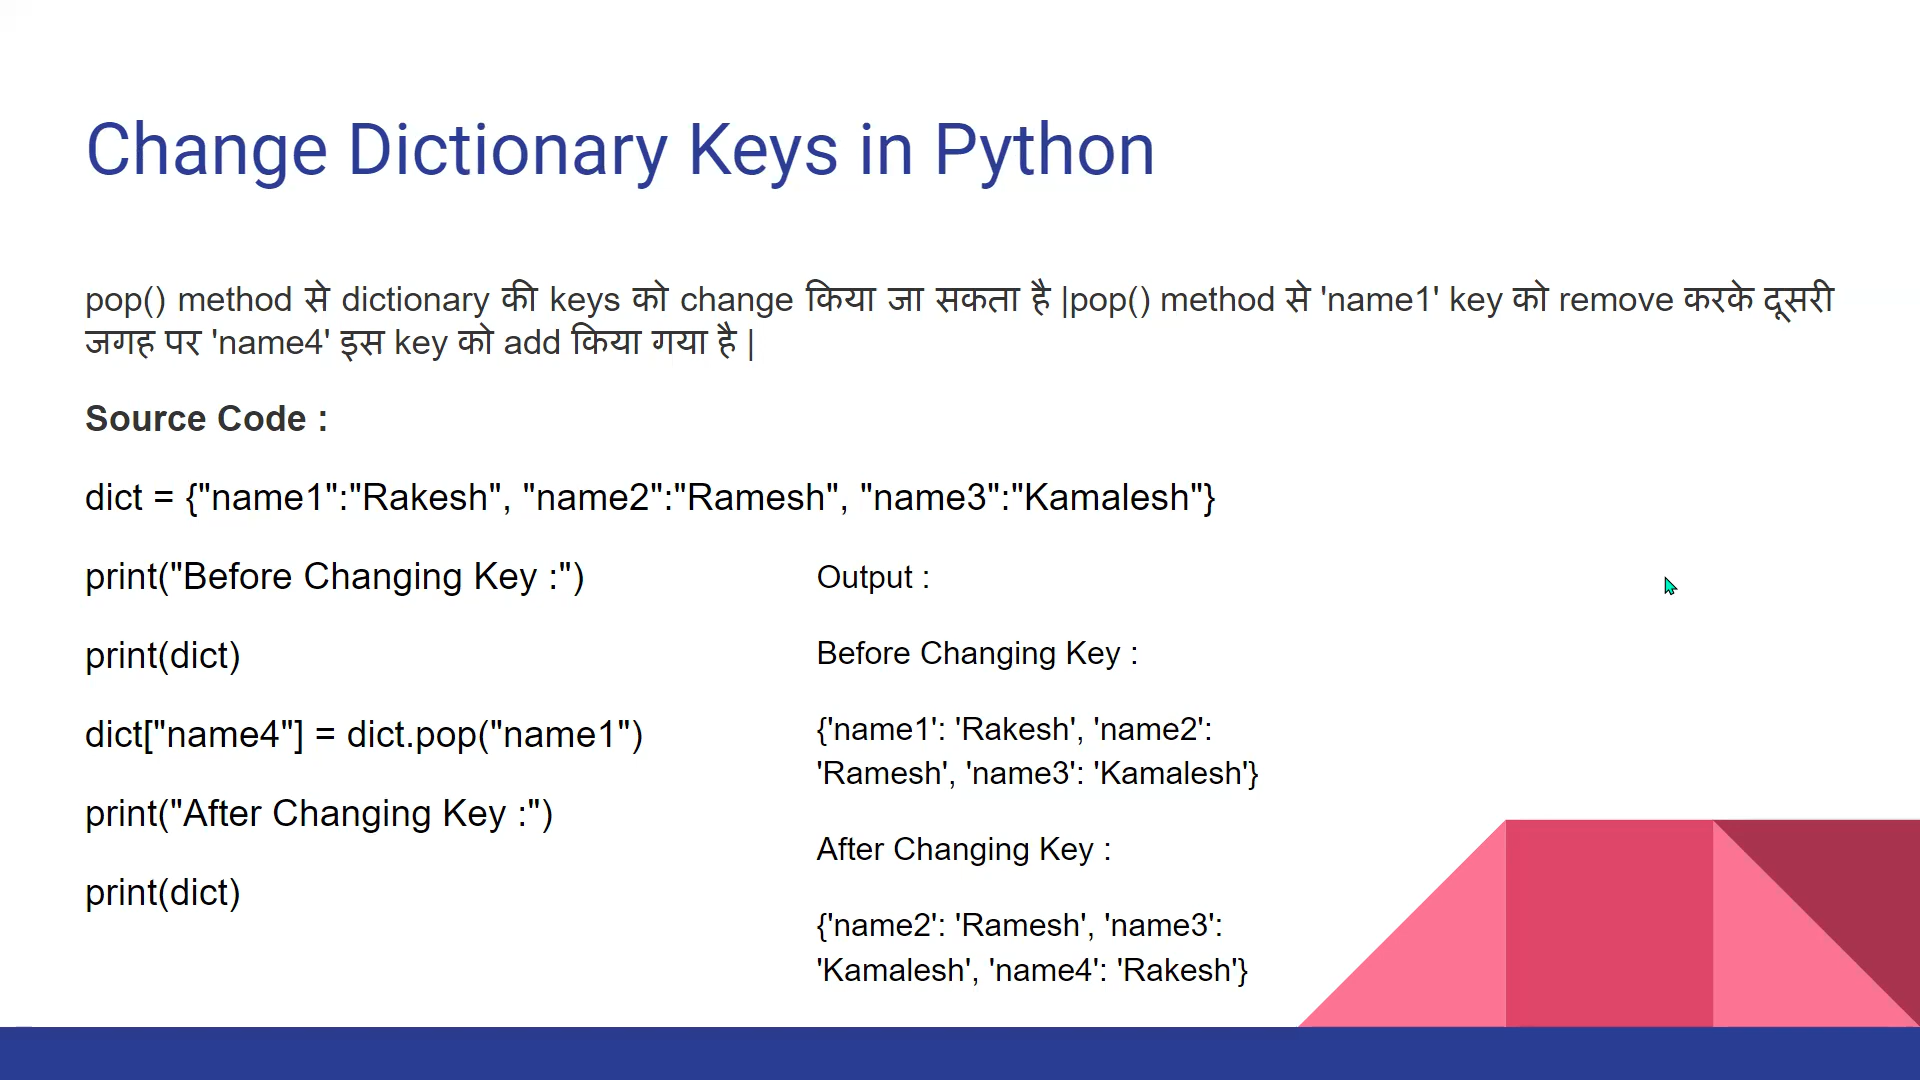 Change Dictionary Keys in Python
pop() method से dictionary की keys को change किया जा सकता है |pop() method से 'name1' key को remove करके दूसरी
जगह पर 'name4' इस key को add किया गया है |
Source Code :
dict = {"name1":"Rakesh", "name2":"Ramesh", "name3":"Kamalesh"}
print("Before Changing Key :")
print(dict)
dict["name4"] = dict.pop("name1")
print("After Changing Key :")
print(dict)
Output :
Before Changing Key :
{'name1': 'Rakesh', 'name2':
'Ramesh', 'name3': 'Kamalesh'}
After Changing Key :
{'name2': 'Ramesh', 'name3':
'Kamalesh', 'name4': 'Rakesh'}